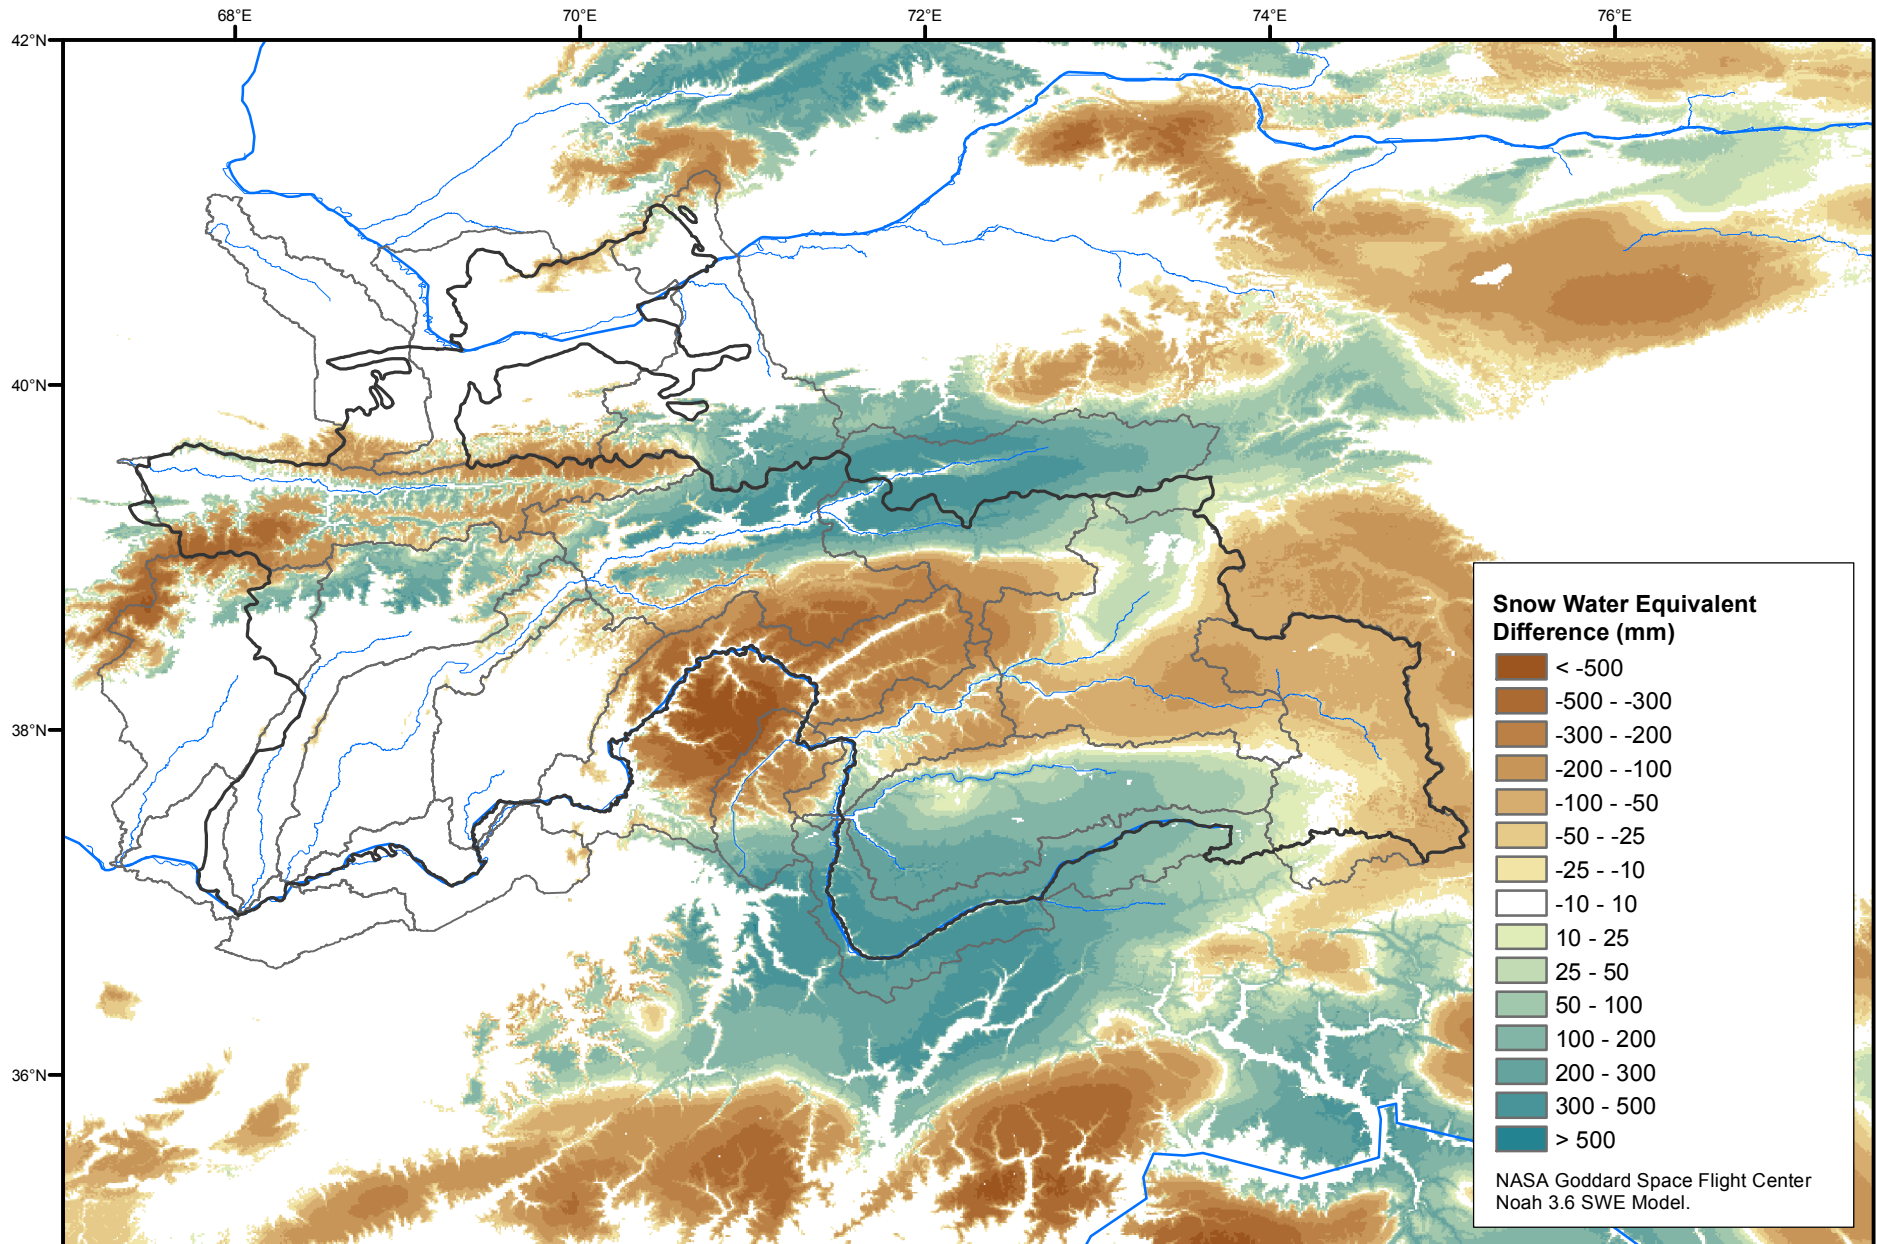 68°E
70°E
72°E
74°E
76°E
42°N
40°N
38°N
36°N
Snow Water Equivalent
Difference (mm)
< -500
-500 - -300
-300 - -200
-200 - -100
-100 - -50
-50 - -25
-25 - -10
-10 - 10
10 - 25
25 - 50
50 - 100
100 - 200
200 - 300
300 - 500
> 500
NASA Goddard Space Flight Center
Noah 3.6 SWE Model.